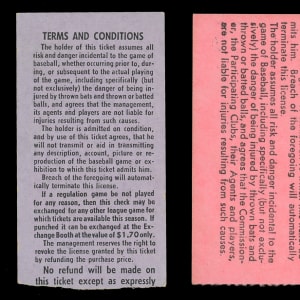 TERMS AND CONDITIONS
The holder of this ticket assumes all
risk and danger incidental to the game of
baseball, whether occurring prior to, dur-
ing, or subsequent to the actual playing
of the game, including specifically (but
not exclusively) the danger of being in-
jured by thrown bats and thrown or batted
balls, and agrees that the management,
its agents and players are not liable for
injuries resulting from such causes.
The holder is admitted on condition,
and by use of this ticket agrees, that he
will not transmit or aid in transmitting
any description, account, picture or re-
production of the baseball game or exhi-
bition to which this ticket admits him.
Breach of the foregoing will automati-
cally terminate this license.
If a regulation game be not played
for any reason, then this check may be
exchanged for any other league game for
which tickets are available this season. If
punched it can be exchanged at the Ex-
change Booth at the value of $1.70 only.
The management reserves the right to
revoke the license granted by this ticket
by refunding the purchase price.
No refund will be made on
this ticket except as expressly
mits him. Breach of the foregoing will automatically
terminate this license.
The holder assumes all risk and danger incidental to the
game of Baseball, including specifically (but not exclu-
sively) the danger of being injured by thrown bats and
thrown or batted balls, and agrees that the Commission-
er, the Participating Clubs, their Agents and players,
are not liable for injuries resulting from such causes.